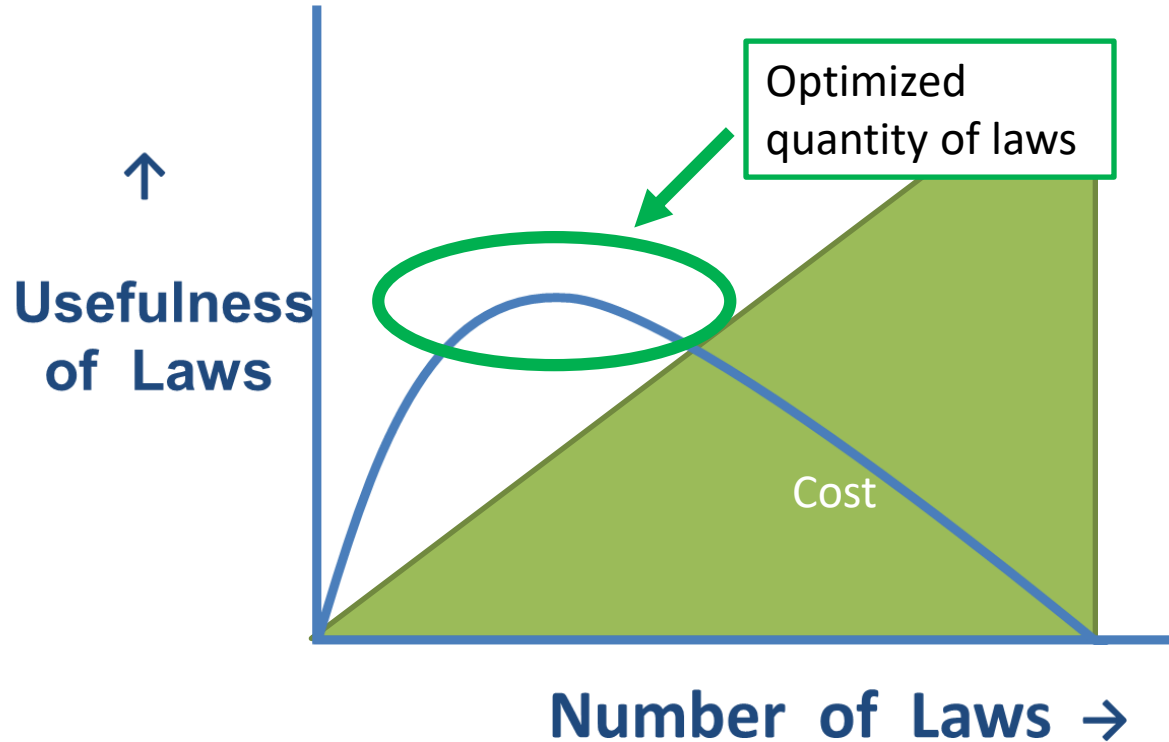 Optimized
quantity of laws
↑
Usefulness
of Laws
Cost
Number of Laws →